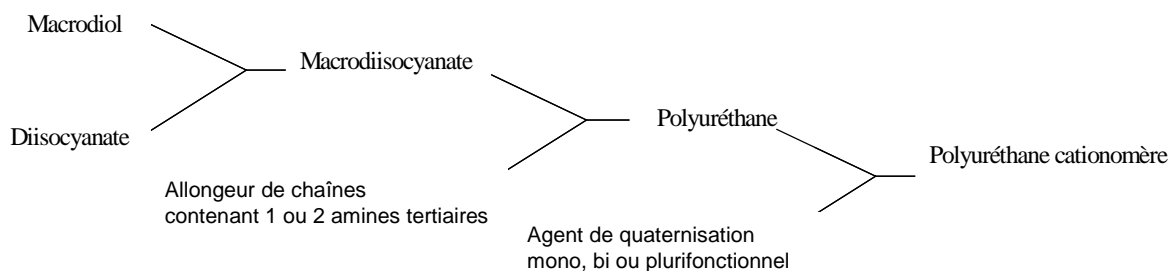 Macrodiol
Macrodiisocyanate
Diisocyanate
Polyuréthane
Polyuréthane cationomère
Allongeur de chaînes
contenant 1 ou 2 amines tertiaires
Agent de quaternisation
mono, bi ou plurifonctionnel